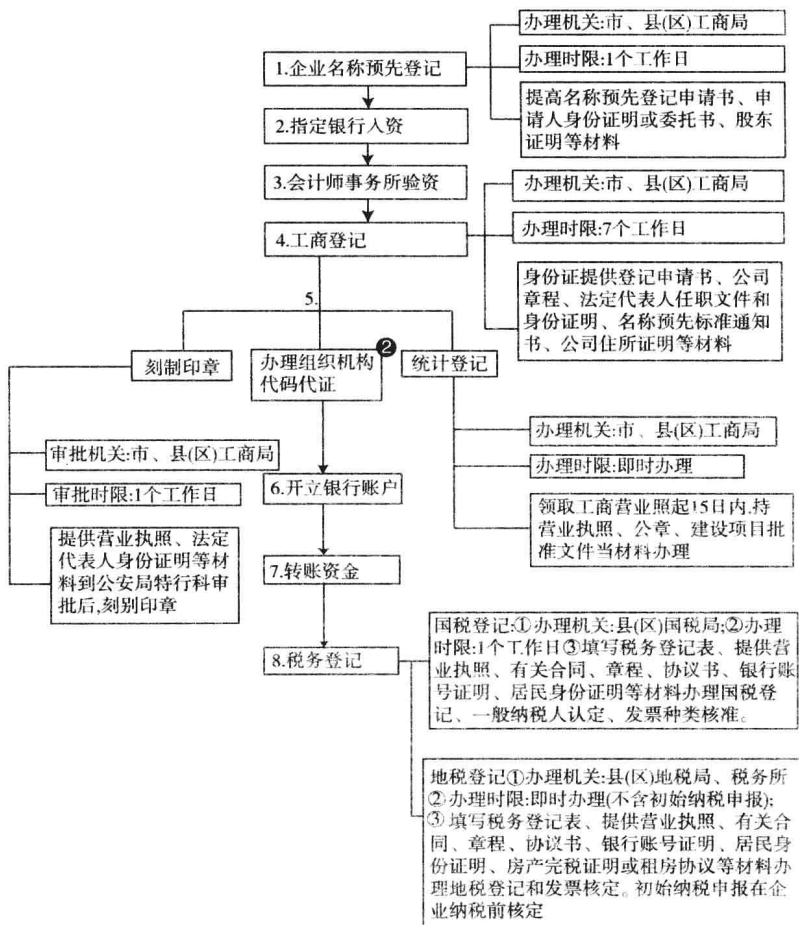 办理机关:市、县(区)工商局
1.企业名称预先登记
办理时限:1个工作日
提高名称预先登记申请书、申
请人身份证明或委托书、股东
证明等材料
2.指定银行入资
3.会计师事务所验资
办理机关:市、县(区)工商局
4.工商登记
办理时限:7个工作日
身份证提供登记申请书、公司
章程、法定代表人任职文件和
身份证明、名称预先标准通知
书、公司住所证明等材料
5.
刻制印章
办理组织机构
代码代证
❷
统计登记
审批机关:市、县(区)工商局
审批时限:1个工作日
提供营业执照、法定
代表人身份证明等材
料到公安局特行科审
批后,刻别印章
办理机关:市、县(区)工商局
办理时限:即时办理
领取工商营业照起15日内,持
营业执照、公章、建设项目批
准文件当材料办理
6.开立银行账户
7.转账资金
8.税务登记
国税登记:①办理机关:县(区)国税局;②办理
时限:1个工作日③填写税务登记表、提供营
业执照、有关合同、章程、协议书、银行账
号证明、居民身份证明等材料办理国税登
记、一般纳税人认定、发票种类核准。
地税登记①办理机关:县(区)地税局、税务所
②办理时限:即时办理(不含初始纳税申报);
③填写税务登记表、提供营业执照、有关合
同、章程、协议书、银行账号证明、居民身
份证明、房产完税证明或租房协议等材料办
理地税登记和发票核定。初始纳税申报在企
业纳税前核定